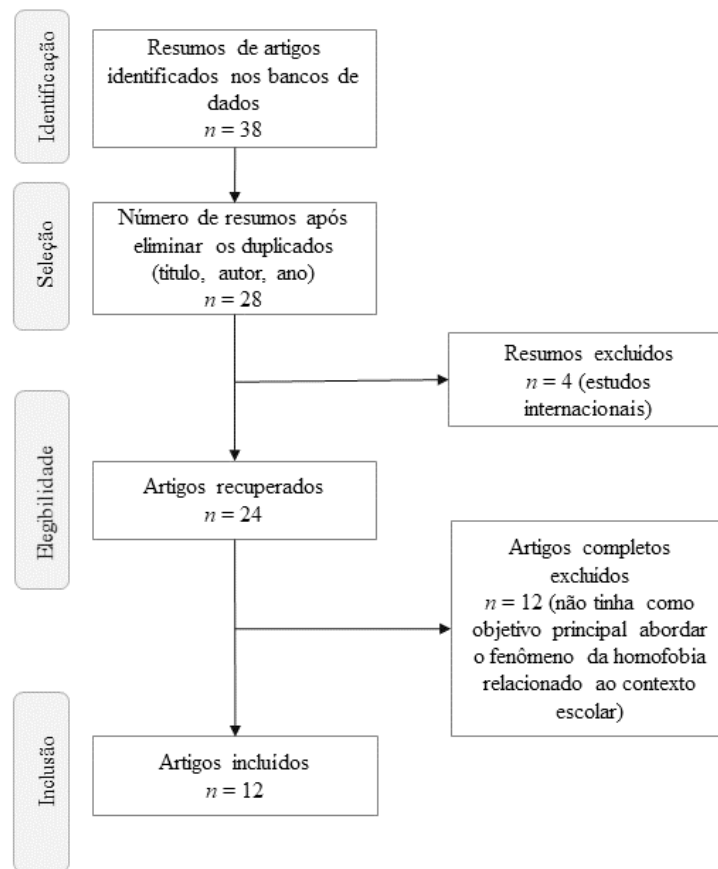 Identificação
Resumos de artigos
identificados nos bancos de
dados
n = 38
Seleção
Número de resumos após
eliminar os duplicados
(titulo, autor, ano)
n = 28
Resumos excluídos
n = 4 (estudos
internacionais)
Elegibilidade
Artigos recuperados
n = 24
Artigos completos
excluídos
n = 12 (não tinha como
objetivo principal abordar
o fenômeno da homofobia
relacionado ao contexto
escolar)
Inclusão
Artigos incluídos
n = 12